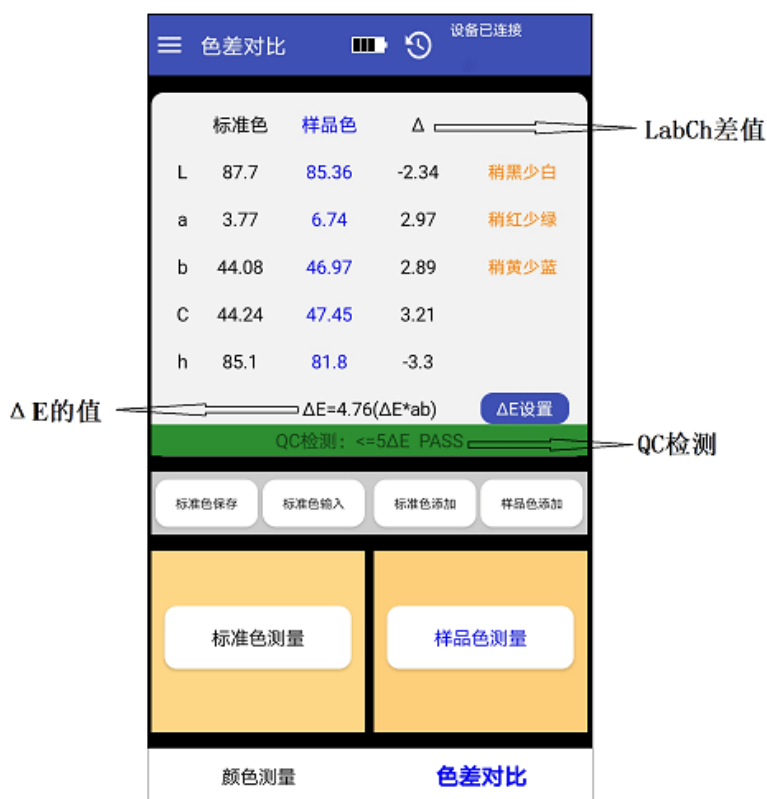 色差对比 设备已连接
标准色 样品色 Δ LabCh差值
L 87.7 85.36 -2.34 稍黑少白
a 3.77 6.74 2.97 稍红少绿
b 44.08 46.97 2.89 稍黄少蓝
C 44.24 47.45 3.21
h 85.1 81.8 -3.3
ΔE的值 ΔE=4.76(ΔE*ab) ΔE设置
QC检测: <=5ΔE PASS QC检测
标准色保存 标准色输入 标准色添加 样品色添加
标准色测量 样品色测量
颜色测量 色差对比